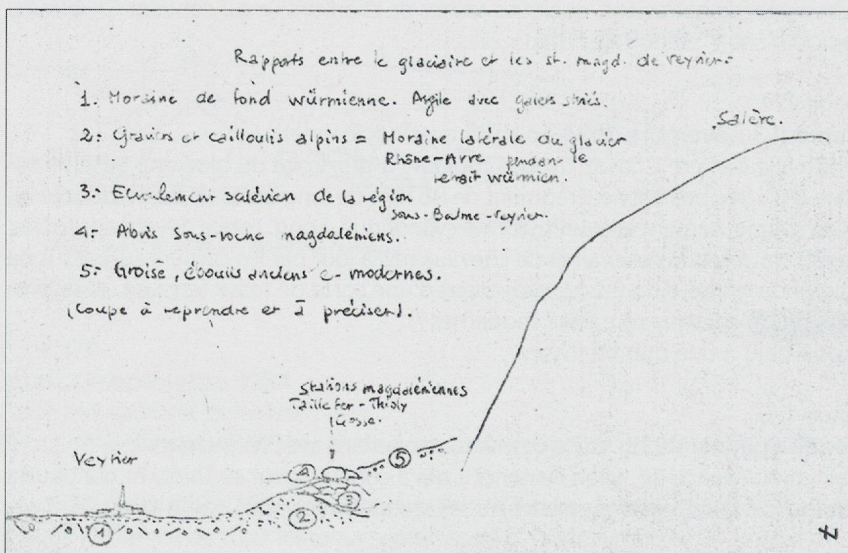 Rapports entre le glaciaire et les st. magd. de Veyrier.
1. Moraine de fond würmienne. Argile avec galets striés.
Salève.
2: Graviers et cailloutis alpins = Moraine latérale du glacier
Rhône-Arve pendant le
retrait würmien.
3: Ecroulement salévien de la région
sous-Balme-Veyrier.
4: Abris sous-roche magdaléniens.
5: Groise, éboulis anciens et modernes.
(Coupe à reprendre et à préciser).
Stations magdaléniennes
Taillefer-Thioly
Gosse.
Veyrier
5
4
3
2
1